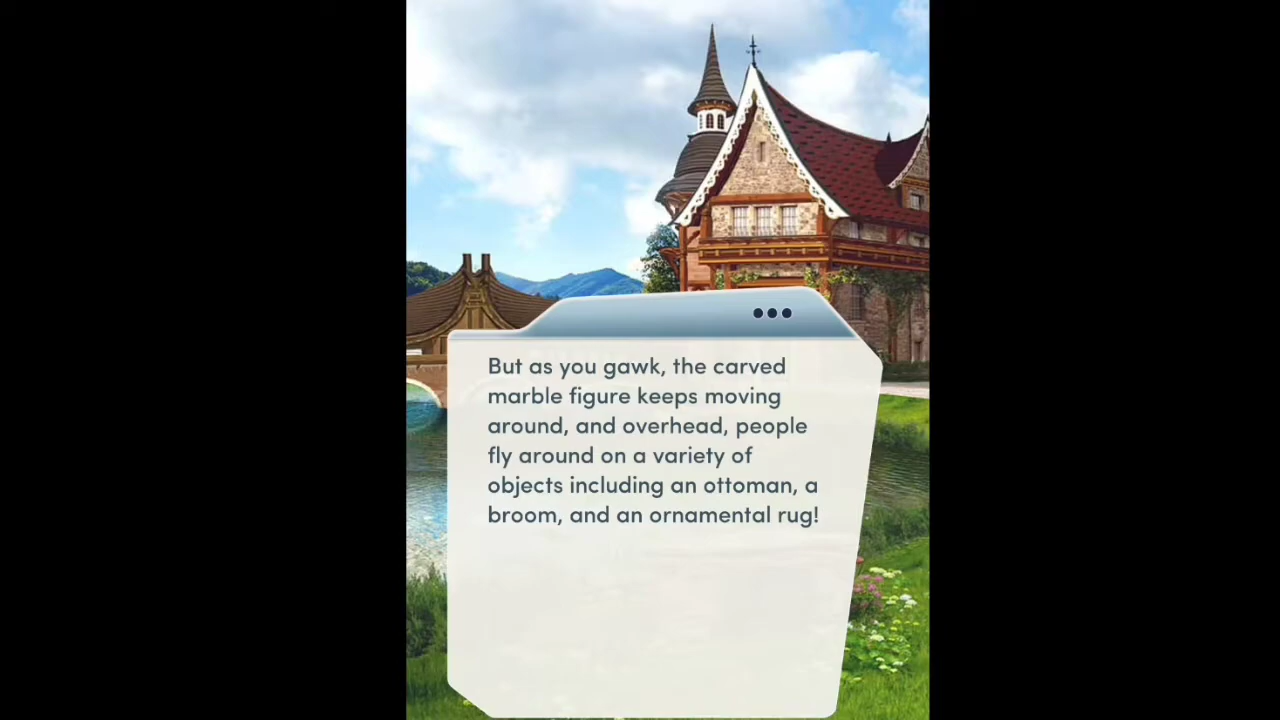 But as you gawk, the carved
marble figure keeps moving
around, and overhead, people
fly around on a variety of
objects including an ottoman, a
broom, and an ornamental rug!